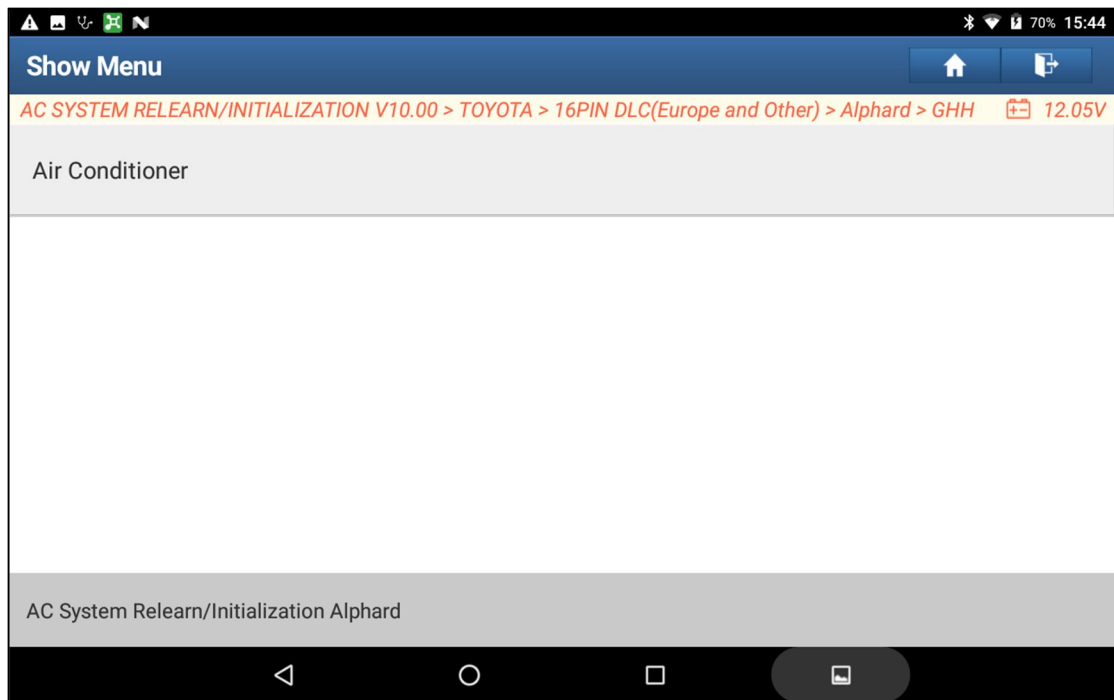 70% 15:44
Show Menu
AC SYSTEM RELEARN/INITIALIZATION V10.00 > TOYOTA > 16PIN DLC(Europe and Other) > Alphard > GHH 12.05V
Air Conditioner
AC System Relearn/Initialization Alphard